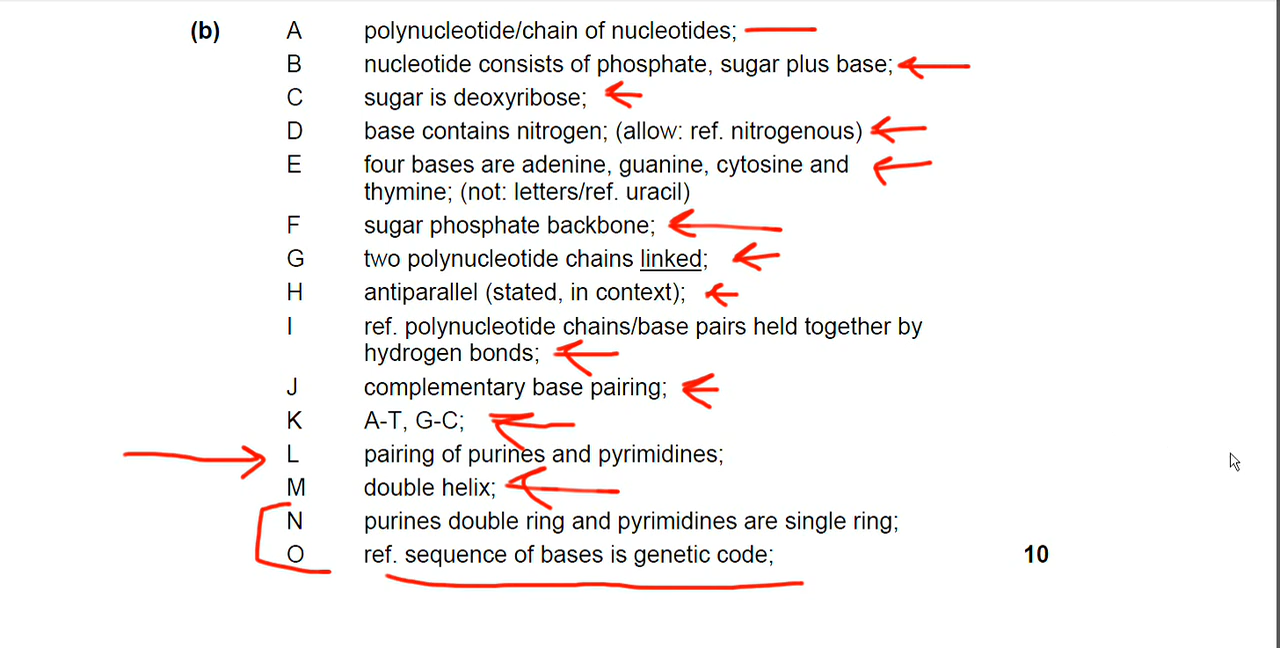 (b) A polynucleotide/chain of nucleotides;
B nucleotide consists of phosphate, sugar plus base;
C sugar is deoxyribose;
D base contains nitrogen; (allow: ref. nitrogenous)
E four bases are adenine, guanine, cytosine and
thymine; (not: letters/ref. uracil)
F sugar phosphate backbone;
G two polynucleotide chains linked;
H antiparallel (stated, in context);
I ref. polynucleotide chains/base pairs held together by
hydrogen bonds;
J complementary base pairing;
K A-T, G-C;
L pairing of purines and pyrimidines;
M double helix;
N purines double ring and pyrimidines are single ring;
O ref. sequence of bases is genetic code; 10